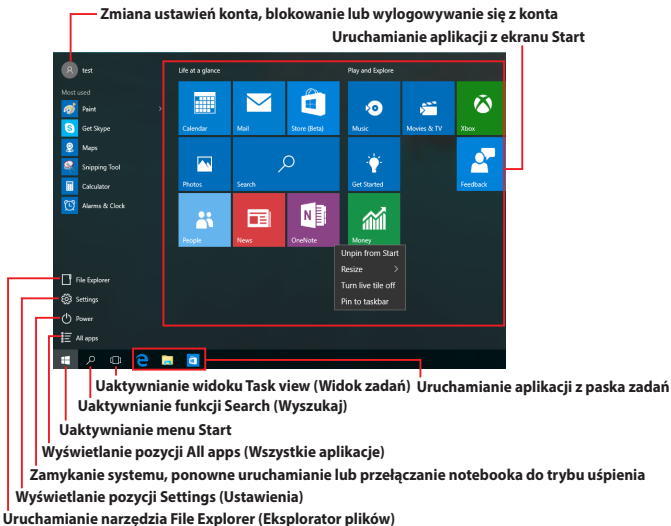 Zmiana ustawień konta, blokowanie lub wylogowywanie się z konta
Uruchamianie aplikacji z ekranu Start
test
Most used
Paint
Get Skype
Maps
Snipping Tool
Calculator
Alarms & Clock
File Explorer
Settings
Power
All apps
Life at a glance
Play and Explore
Calendar
Mail
Store (Beta)
Music
Movies & TV
Xbox
Photos
Search
Get Started
Feedback
People
News
OneNote
Money
Unpin from Start
Resize
Turn live tile off
Pin to taskbar
Uaktywnianie widoku Task view (Widok zadań)
Uruchamianie aplikacji z paska zadań
Uaktywnianie funkcji Search (Wyszukaj)
Uaktywnianie menu Start
Wyświetlanie pozycji All apps (Wszystkie aplikacje)
Zamykanie systemu, ponowne uruchamianie lub przełączanie notebooka do trybu uśpienia
Wyświetlanie pozycji Settings (Ustawienia)
Uruchamianie narzędzia File Explorer (Eksplorator plików)